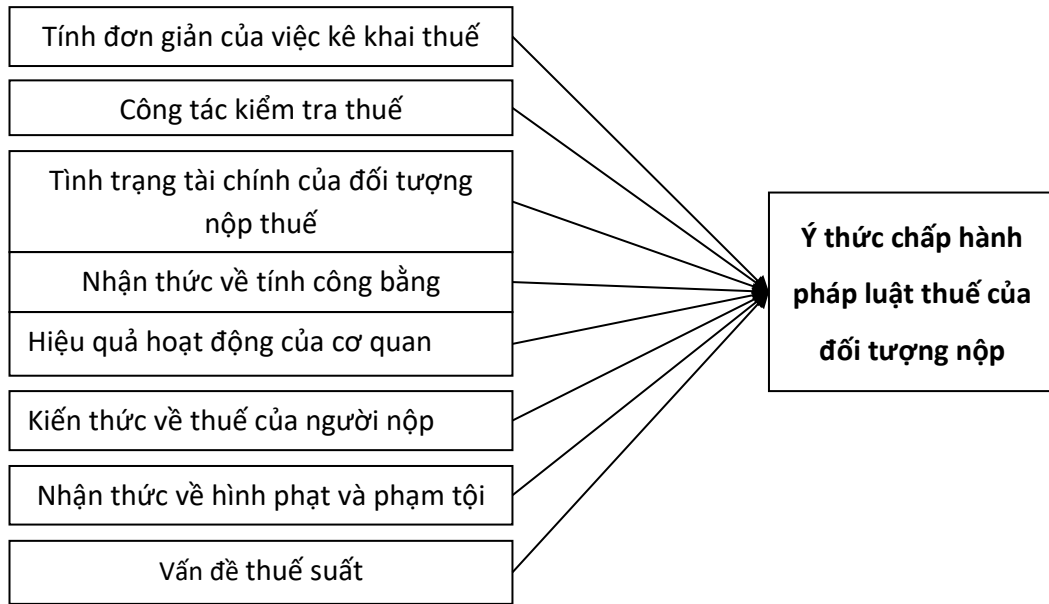 Tính đơn giản của việc kê khai thuế
Công tác kiểm tra thuế
Tình trạng tài chính của đối tượng
nộp thuế
Nhận thức về tính công bằng
Hiệu quả hoạt động của cơ quan
Kiến thức về thuế của người nộp
Nhận thức về hình phạt và phạm tội
Vấn đề thuế suất
Ý thức chấp hành
pháp luật thuế của
đối tượng nộp